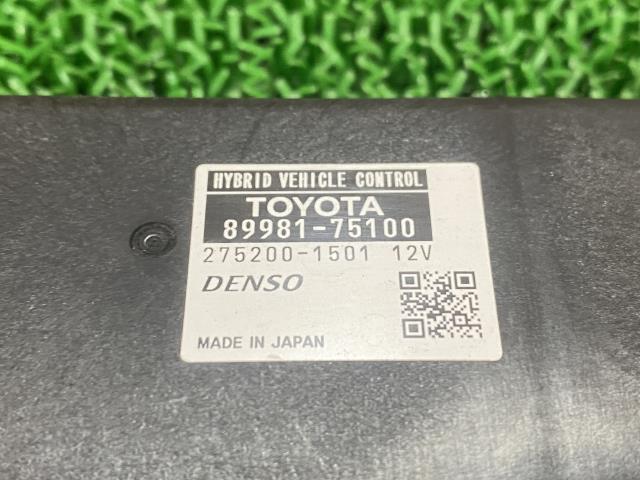 HYBRID VEHICLE CONTROL
TOYOTA
89981-75100
275200-1501 12V
DENSO
MADE IN JAPAN